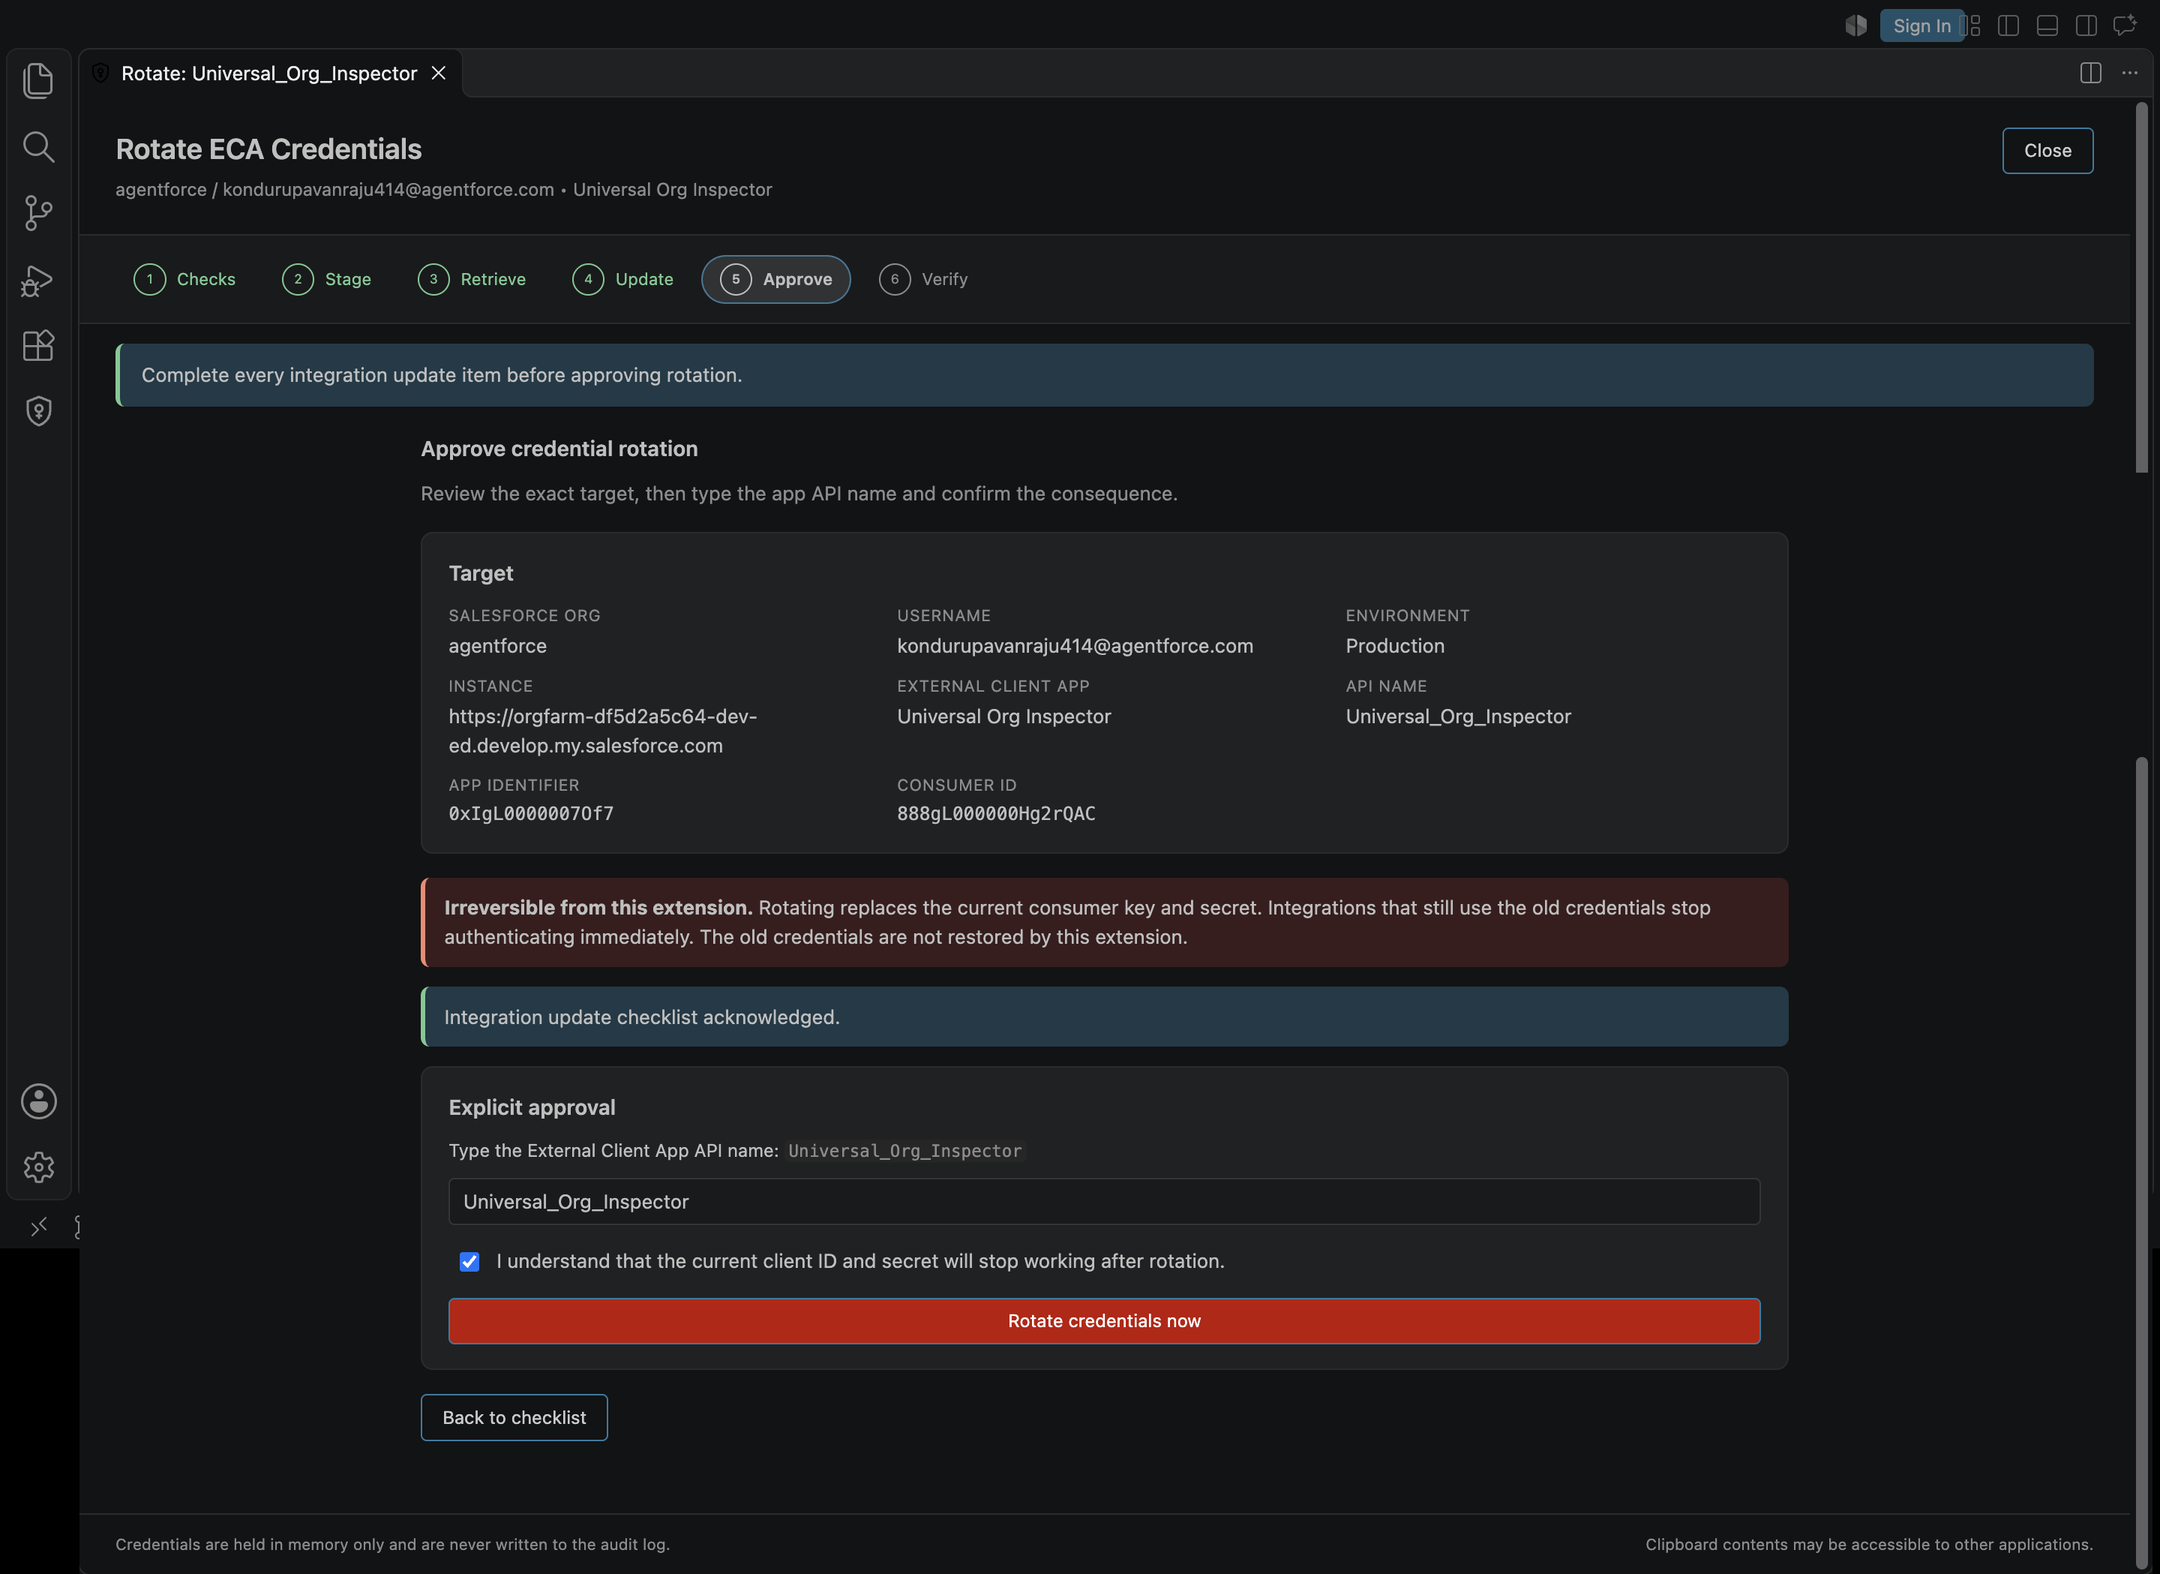 Sign In
Rotate: Universal_Org_Inspector
Rotate ECA Credentials
Close
agentforce / kondurupavanraju414@agentforce.com • Universal Org Inspector
1 Checks
2 Stage
3 Retrieve
4 Update
5 Approve
6 Verify
Complete every integration update item before approving rotation.
Approve credential rotation
Review the exact target, then type the app API name and confirm the consequence.
Target
SALESFORCE ORG
agentforce
USERNAME
kondurupavanraju414@agentforce.com
ENVIRONMENT
Production
INSTANCE
https://orgfarm-df5d2a5c64-dev-
ed.develop.my.salesforce.com
EXTERNAL CLIENT APP
Universal Org Inspector
API NAME
Universal_Org_Inspector
APP IDENTIFIER
0xIgL0000007Of7
CONSUMER ID
888gL000000Hg2rQAC
Irreversible from this extension. Rotating replaces the current consumer key and secret. Integrations that still use the old credentials stop
authenticating immediately. The old credentials are not restored by this extension.
Integration update checklist acknowledged.
Explicit approval
Type the External Client App API name: Universal_Org_Inspector
Universal_Org_Inspector
I understand that the current client ID and secret will stop working after rotation.
Rotate credentials now
Back to checklist
Credentials are held in memory only and are never written to the audit log.
Clipboard contents may be accessible to other applications.